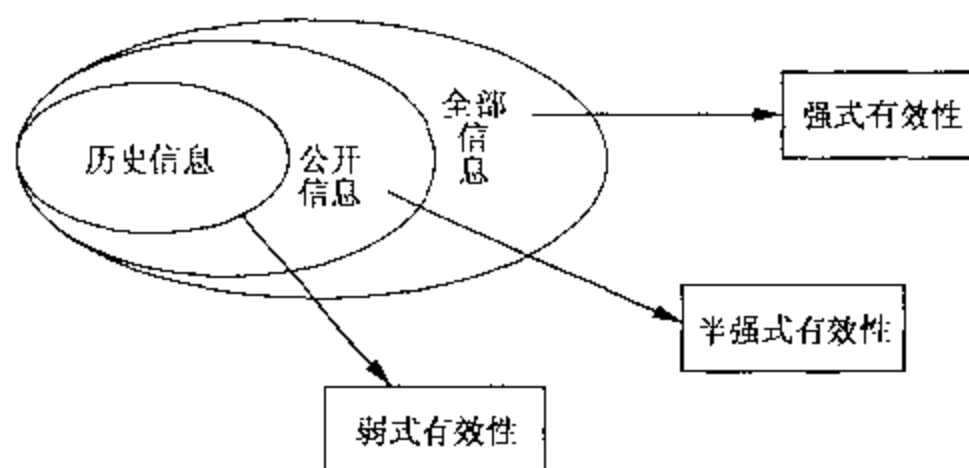 全部
信
息
强式有效性
历史信息
公开
信息
半强式有效性
弱式有效性